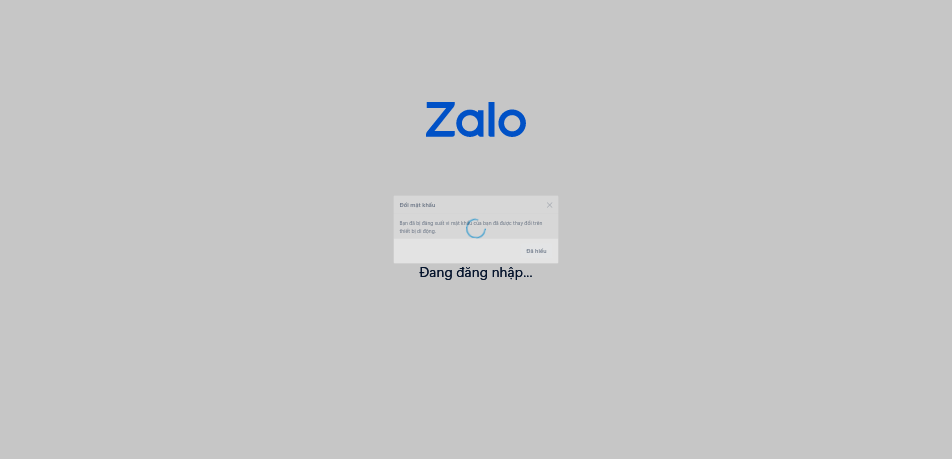 Zalo
Đổi mật khẩu
Bạn đã bị đăng xuất vì mật khẩu của bạn đã được thay đổi trên
thiết bị di động.
Đã hiểu
Đang đăng nhập...